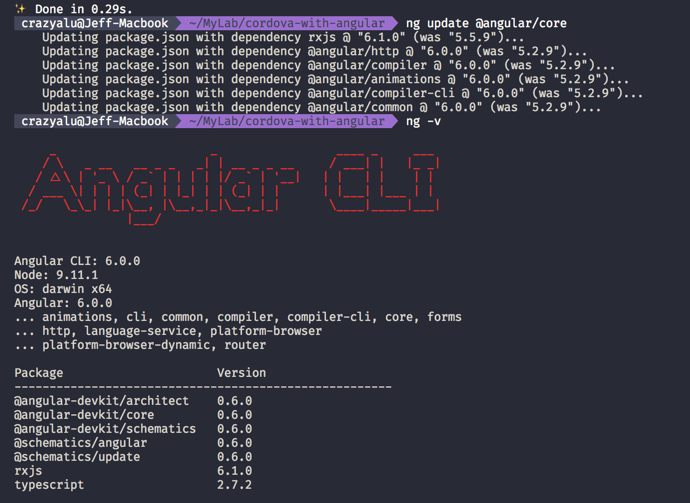 ✨ Done in 0.29s.
crazyalu@Jeff-Macbook ~/MyLab/cordova-with-angular ng update @angular/core
Updating package.json with dependency rxjs @ "6.1.0" (was "5.5.9")...
Updating package.json with dependency @angular/http @ "6.0.0" (was "5.2.9")...
Updating package.json with dependency @angular/compiler @ "6.0.0" (was "5.2.9")...
Updating package.json with dependency @angular/animations @ "6.0.0" (was "5.2.9")...
Updating package.json with dependency @angular/compiler-cli @ "6.0.0" (was "5.2.9")...
Updating package.json with dependency @angular/common @ "6.0.0" (was "5.2.9")...
crazyalu@Jeff-Macbook ~/MyLab/cordova-with-angular ng -v
Angular CLI
Angular CLI: 6.0.0
Node: 9.11.1
OS: darwin x64
Angular: 6.0.0
... animations, cli, common, compiler, compiler-cli, core, forms
... http, language-service, platform-browser
... platform-browser-dynamic, router
Package Version
------------------------------------------------------
@angular-devkit/architect 0.6.0
@angular-devkit/core 0.6.0
@angular-devkit/schematics 0.6.0
@schematics/angular 0.6.0
@schematics/update 0.6.0
rxjs 6.1.0
typescript 2.7.2